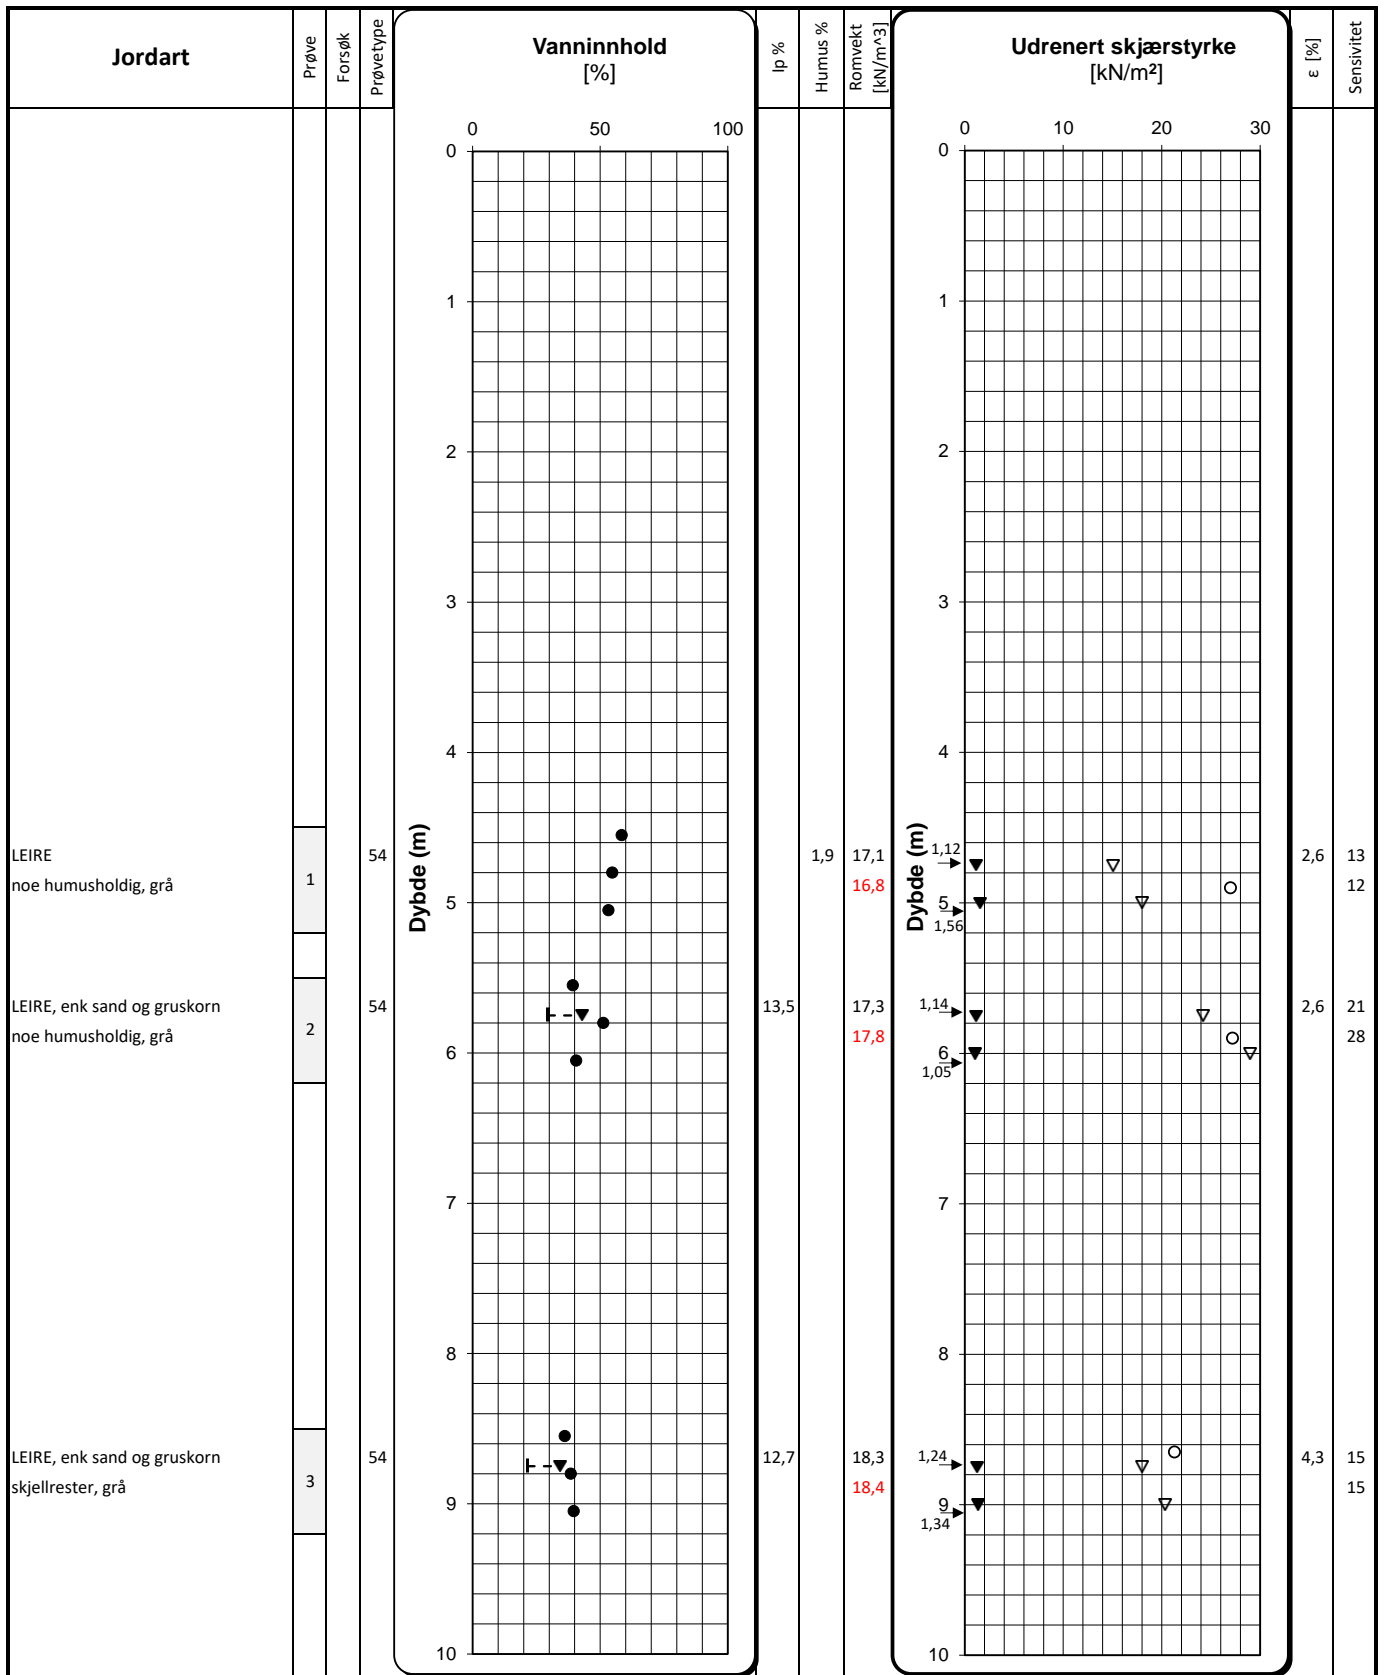 Jordart
Prøve
Forsøk
Prøvetype
Vanninnhold
[%]
Ip %
Humus %
Romvekt
[kN/m^3]
Udrenert skjærstyrke
[kN/m²]
ε [%]
Sensivitet
0 50 100
0 10 20 30
0 0
1 1
2 2
3 3
4 4
Dybde (m)
Dybde (m)
LEIRE 54 1,9 17,1 1,12 2,6 13
noe humusholdig, grå 1 16,8 12
5 5
1,56
LEIRE, enk sand og gruskorn 54 13,5 17,3 1,14 2,6 21
noe humusholdig, grå 2 17,8 28
6 6
1,05
7 7
8 8
LEIRE, enk sand og gruskorn 54 12,7 18,3 1,24 4,3 15
skjellrester, grå 3 18,4 15
9 9
1,34
10 10